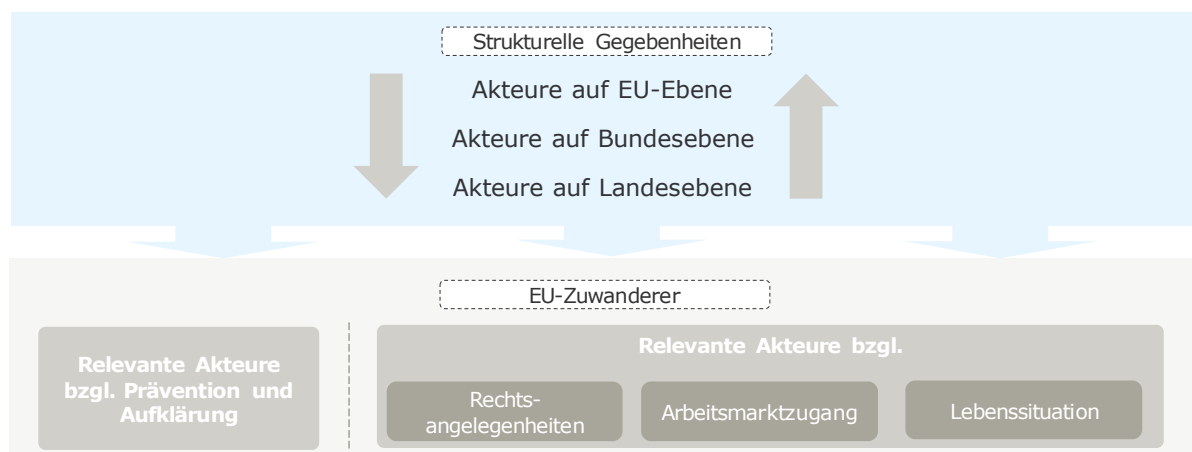 Strukturelle Gegebenheiten
Akteure auf EU-Ebene
Akteure auf Bundesebene
Akteure auf Landesebene
EU-Zuwanderer
Relevante Akteure
bzgl. Prävention und
Aufklärung
Relevante Akteure bzgl.
Rechts-
angelegenheiten
Arbeitsmarktzugang
Lebenssituation